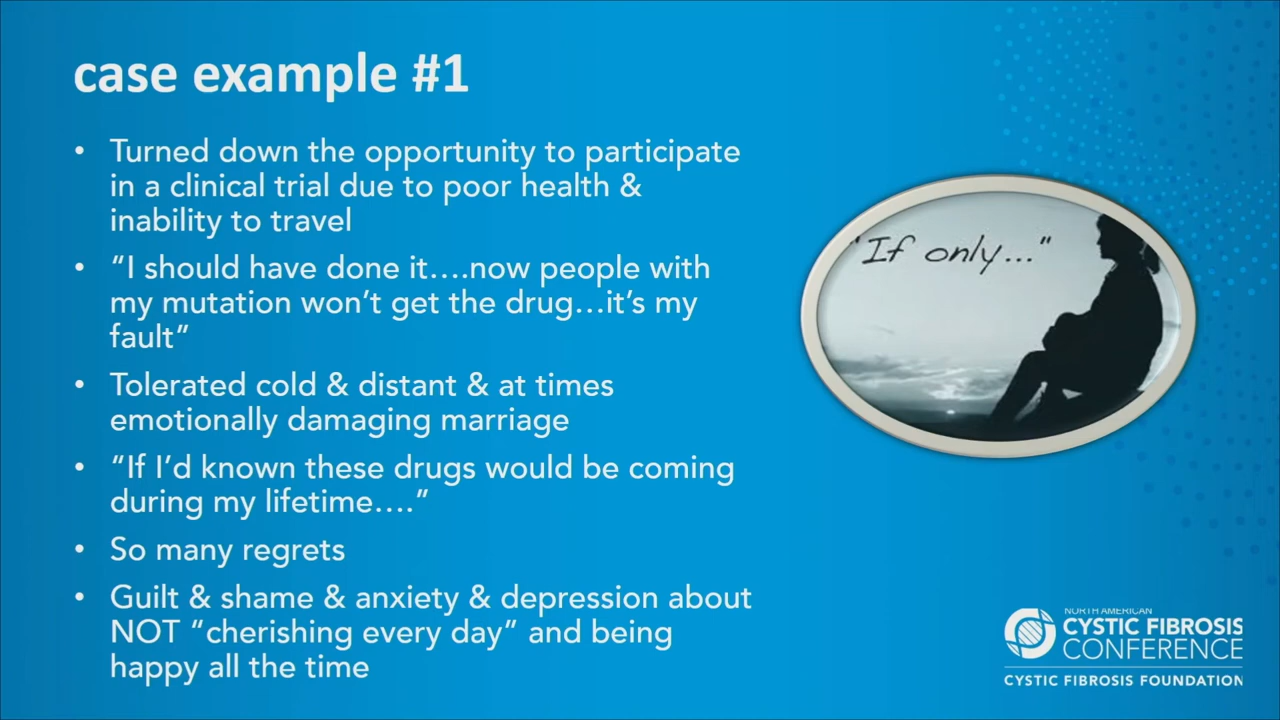 case example #1
• Turned down the opportunity to participate
in a clinical trial due to poor health &
inability to travel
• “I should have done it….now people with
my mutation won’t get the drug…it’s my
fault”
• Tolerated cold & distant & at times
emotionally damaging marriage
• “If I’d known these drugs would be coming
during my lifetime….”
• So many regrets
• Guilt & shame & anxiety & depression about
NOT “cherishing every day” and being
happy all the time
"If only..."
NORTH AMERICAN
CYSTIC FIBROSIS
CONFERENCE
CYSTIC FIBROSIS FOUNDATION